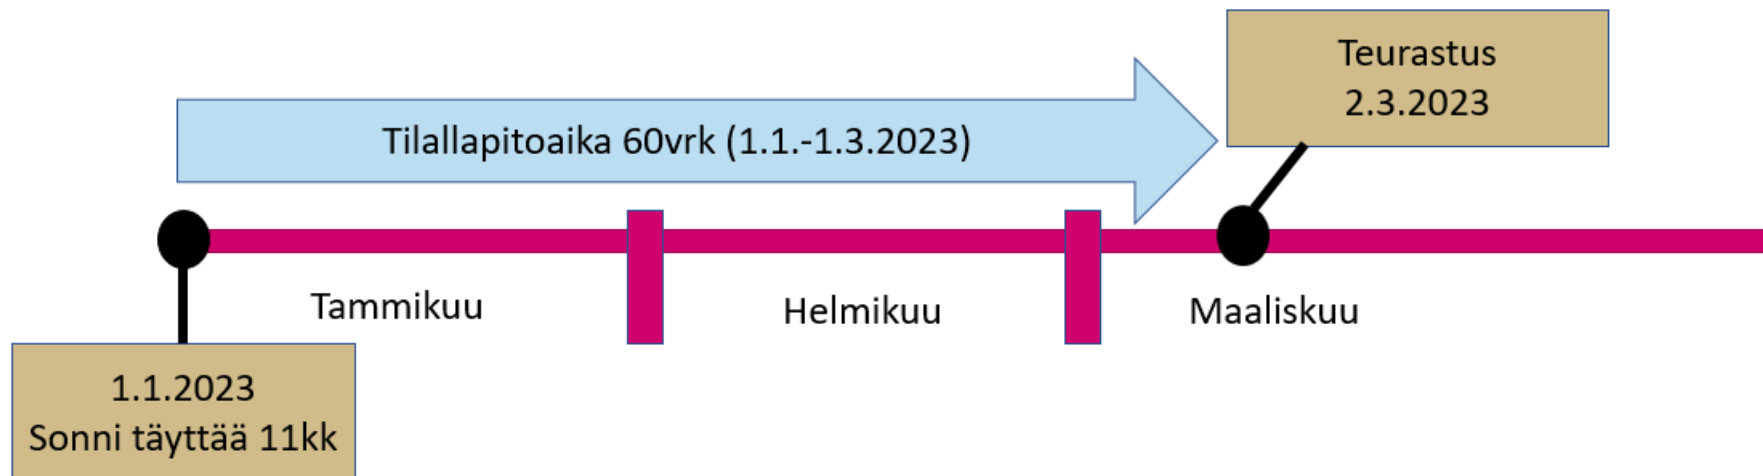 Teurastus
2.3.2023
Tilallapitoaika 60vrk (1.1.-1.3.2023)
Tammikuu
Helmikuu
Maaliskuu
1.1.2023
Sonni täyttää 11kk